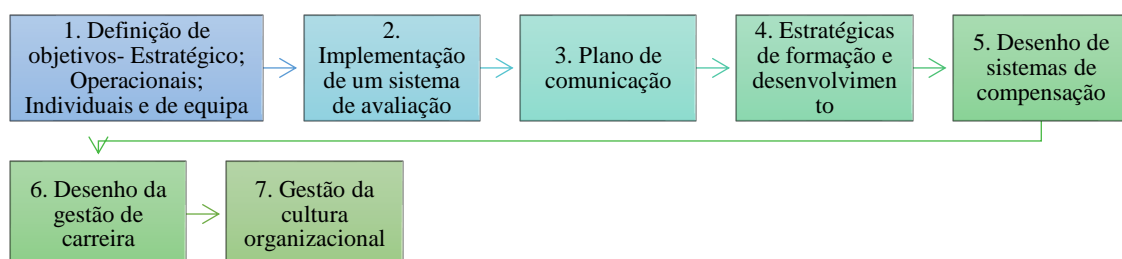 1. Definição de
objetivos- Estratégico;
Operacionais;
Individuais e de equipa
2.
Implementação
de um sistema
de avaliação
3. Plano de
comunicação
4. Estratégicas
de formação e
desenvolvimen
to
5. Desenho de
sistemas de
compensação
6. Desenho da
gestão de
carreira
7. Gestão da
cultura
organizacional